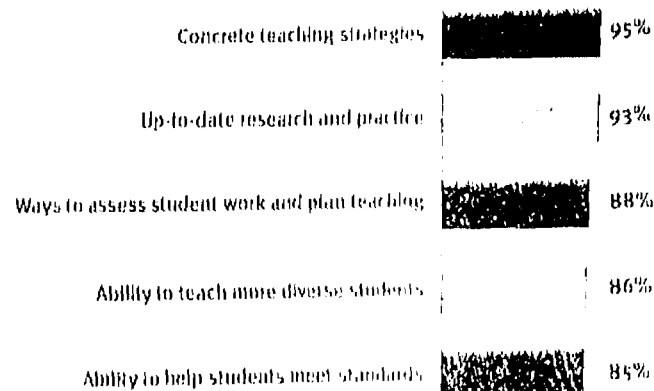 Concrete teaching strategies 95%
Up-to-date research and practice 93%
Ways to assess student work and plan teaching 88%
Ability to teach more diverse students 86%
Ability to help students meet standards 85%